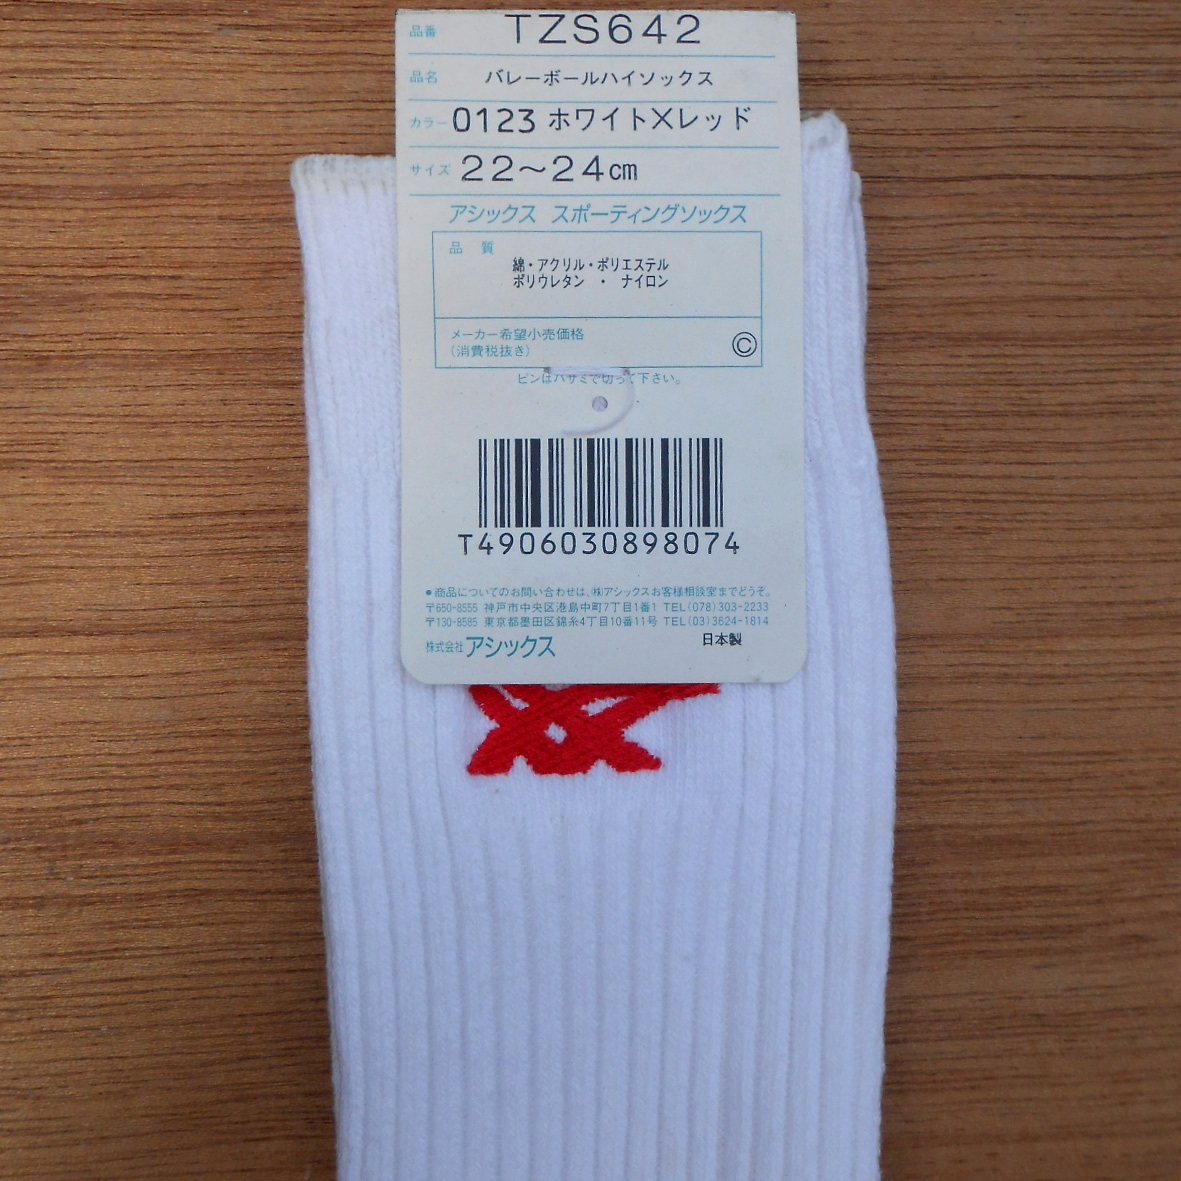 品番 TZS642
品名 バレーボールハイソックス
カラー 0123 ホワイト×レッド
サイズ 22～24cm
アシックス スポーティングソックス
品質
綿・アクリル・ポリエステル
ポリウレタン ・ ナイロン
メーカー希望小売価格
(消費税抜き)
©
ピンはハサミで切って下さい。
T4906030898074
●商品についてのお問い合わせは、㈱アシックスお客様相談室までどうぞ。
〒650-8555 神戸市中央区港島中町7丁目1番1 TEL(078)303-2233
〒130-8585 東京都墨田区錦糸4丁目10番11号 TEL(03)3624-1814
株式会社アシックス 日本製